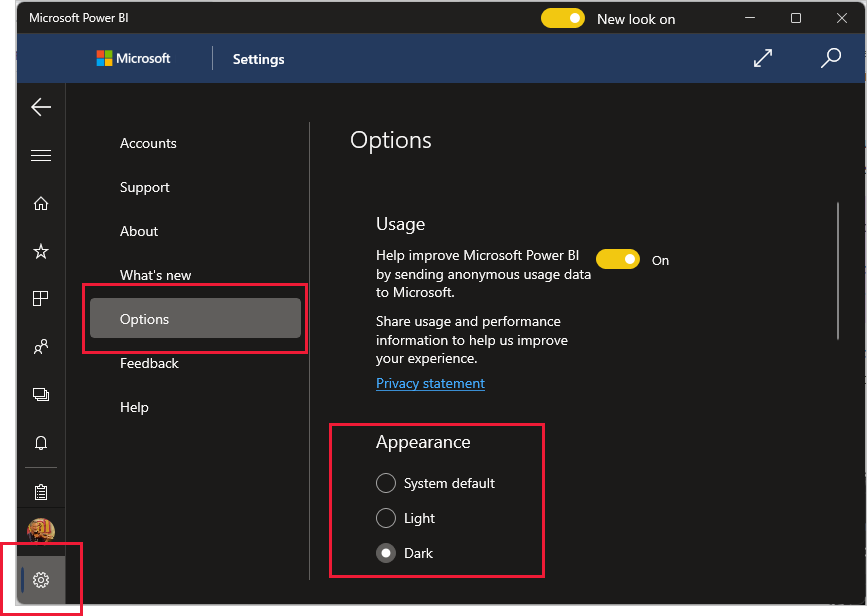 Microsoft Power BI
New look on
Microsoft
Settings
Accounts
Support
About
What's new
Options
Feedback
Help
Options
Usage
Help improve Microsoft Power BI
by sending anonymous usage data
to Microsoft.
On
Share usage and performance
information to help us improve
your experience.
Privacy statement
Appearance
System default
Light
Dark